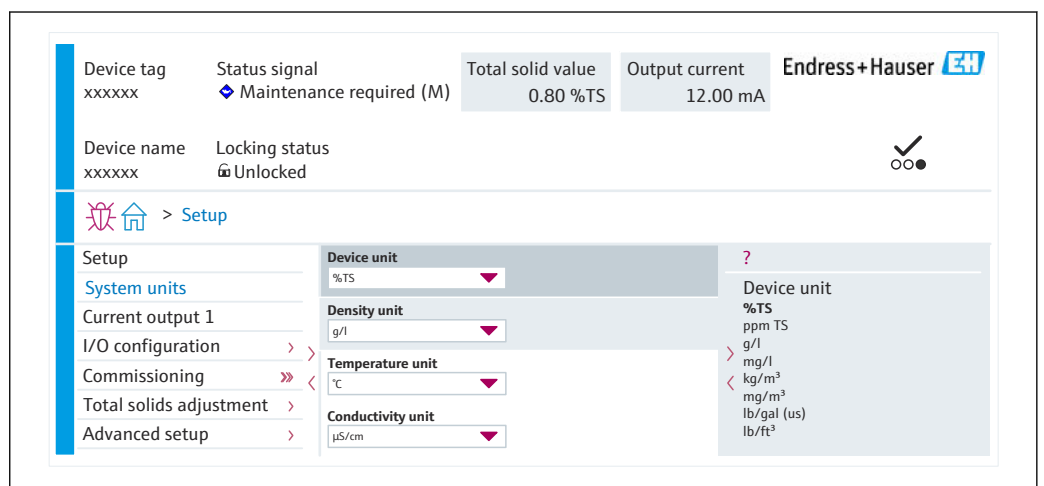 Device tag
xxxxxx
Status signal
Maintenance required (M)
Total solid value
0.80 %TS
Output current
12.00 mA
Endress+Hauser EH
Device name
xxxxxx
Locking status
Unlocked
> Setup
Setup
System units
Current output 1
I/O configuration >
Commissioning »
Total solids adjustment >
Advanced setup >
>
<
Device unit
%TS
Density unit
g/l
Temperature unit
°C
Conductivity unit
µS/cm
>
<
?
Device unit
%TS
ppm TS
g/l
mg/l
kg/m³
mg/m³
lb/gal (us)
lb/ft³